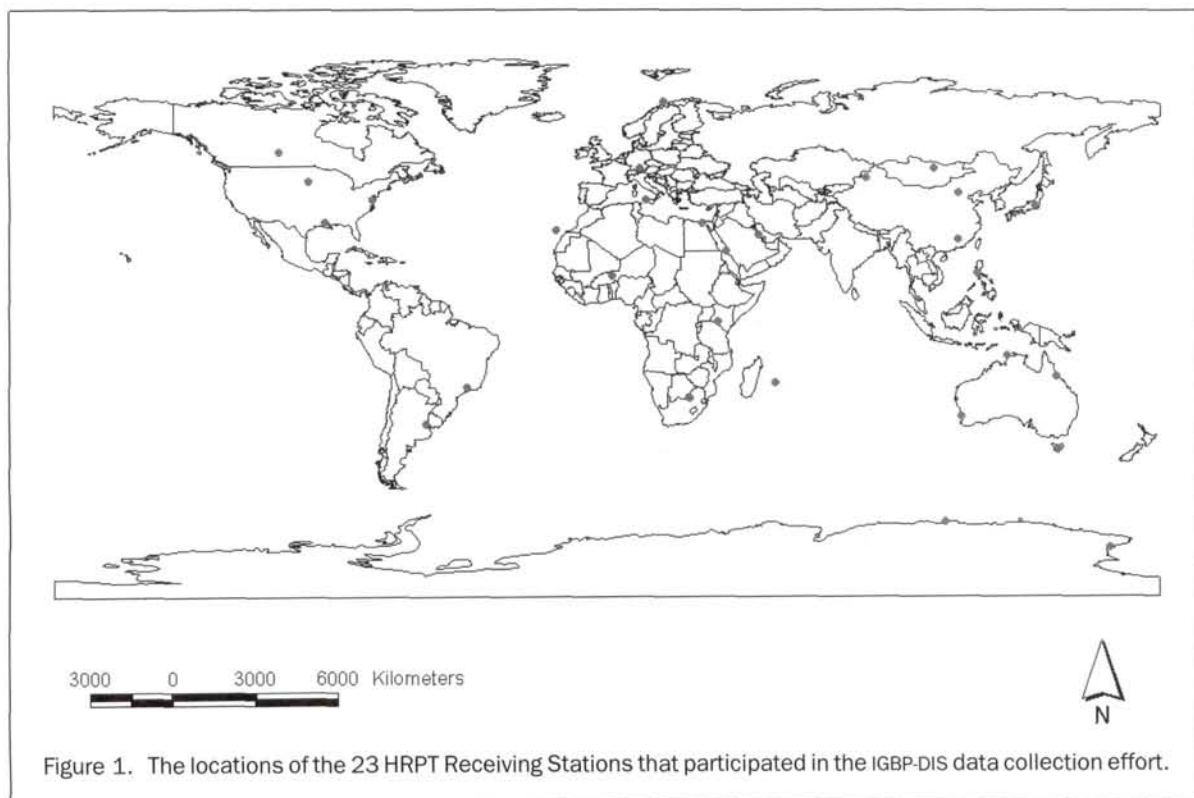 3000 0 3000 6000 Kilometers
N
Figure 1. The locations of the 23 HRPT Receiving Stations that participated in the IGBP-DIS data collection effort.